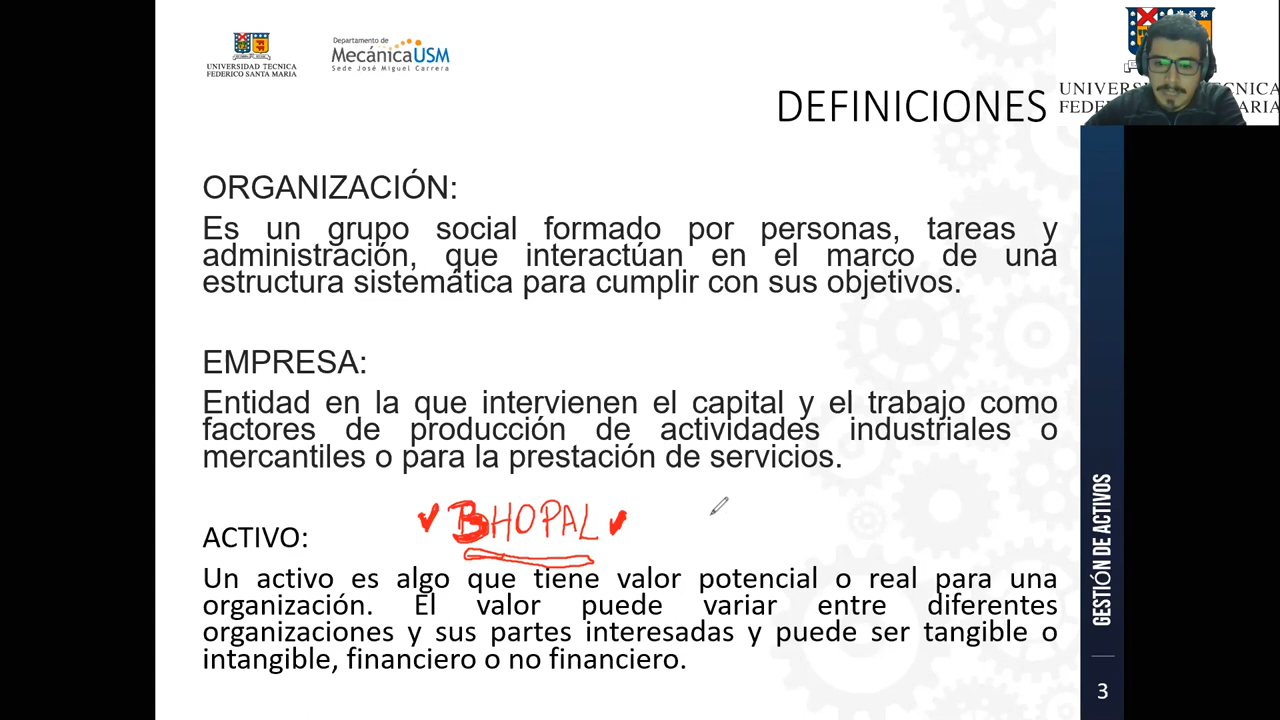 UNIVERSIDAD TECNICA
FEDERICO SANTA MARIA
Departamento de
MecánicaUSM
Sede José Miguel Carrera
DEFINICIONES
ORGANIZACIÓN:
Es un grupo social formado por personas, tareas y
administración, que interactúan en el marco de una
estructura sistemática para cumplir con sus objetivos.
EMPRESA:
Entidad en la que intervienen el capital y el trabajo como
factores de producción de actividades industriales o
mercantiles o para la prestación de servicios.
BHOPAL
ACTIVO:
Un activo es algo que tiene valor potencial o real para una
organización. El valor puede variar entre diferentes
organizaciones y sus partes interesadas y puede ser tangible o
intangible, financiero o no financiero.
GESTIÓN DE ACTIVOS
3